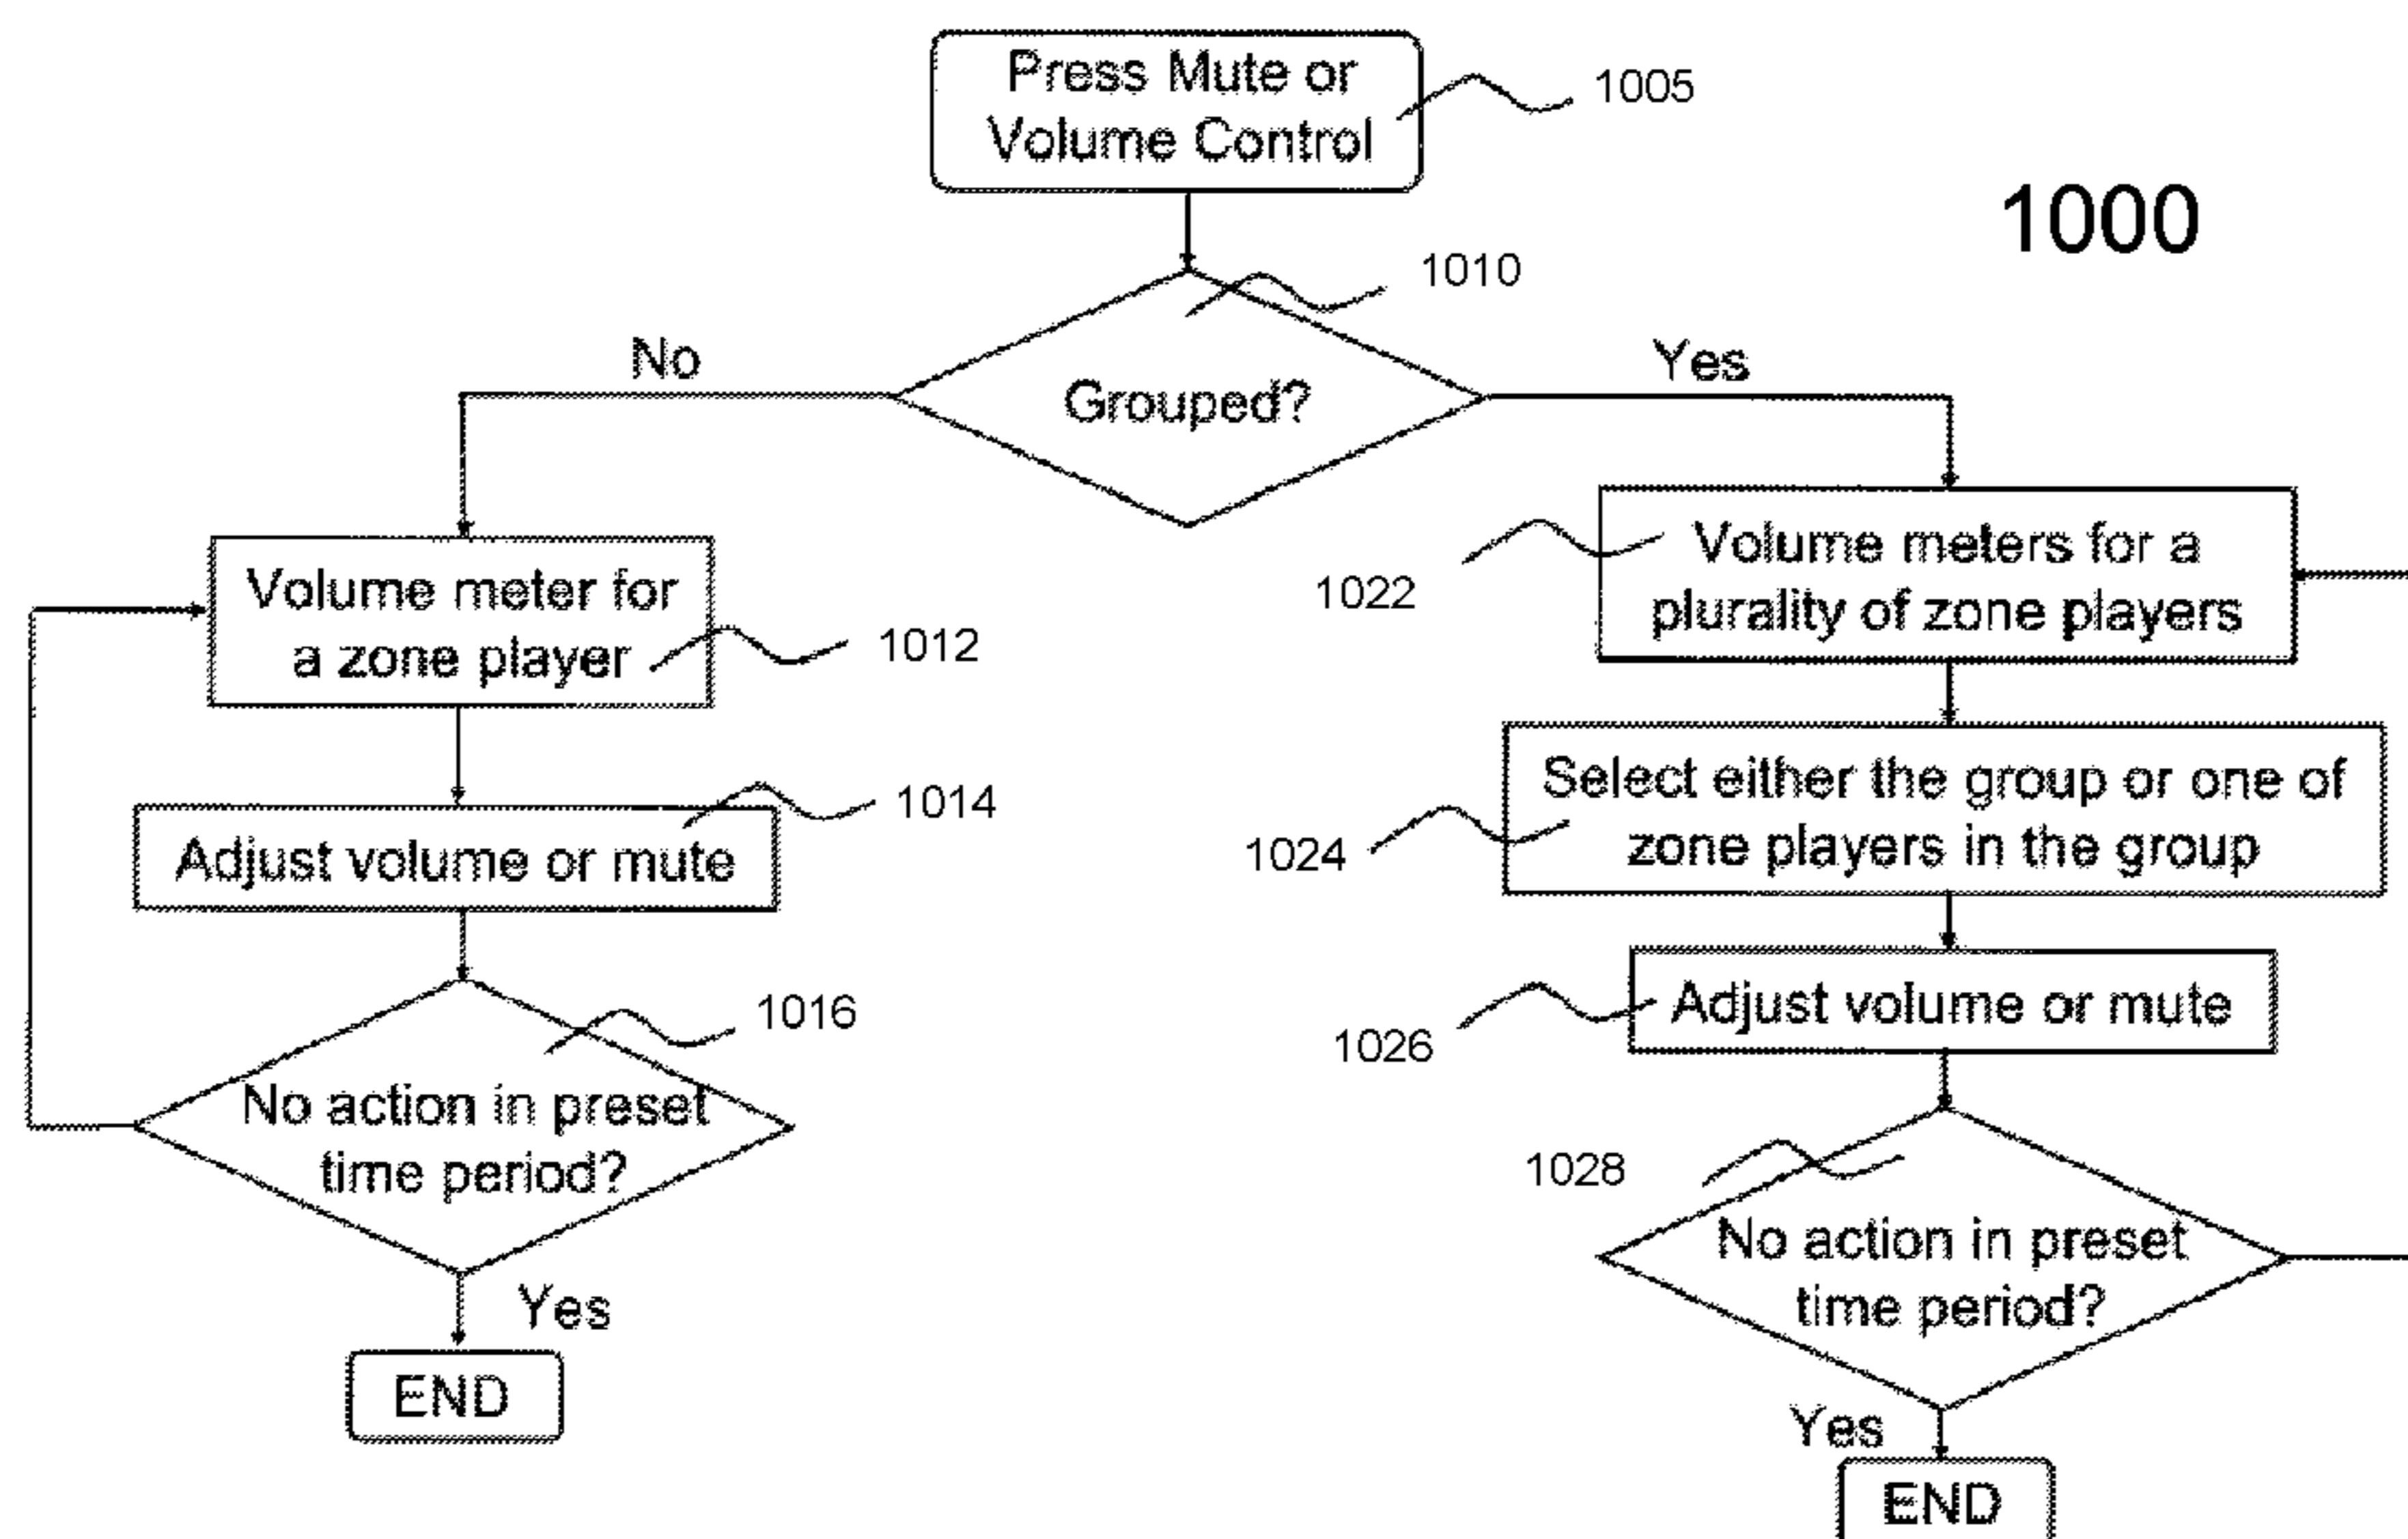 Press Mute or
Volume Control
1005
1000
1010
Grouped?
No
Yes
Volume meter for
a zone player
1012
Adjust volume or mute
1014
No action in preset
time period?
1016
Yes
END
Volume meters for a
plurality of zone players
1022
Select either the group or one of
zone players in the group
1024
Adjust volume or mute
1026
No action in preset
time period?
1028
Yes
END